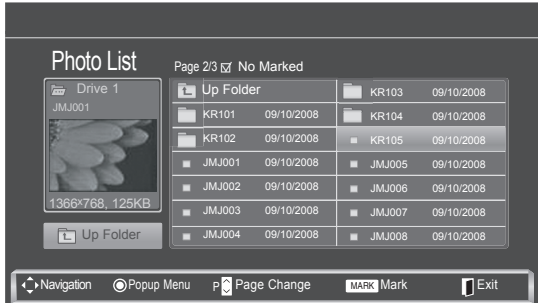 Photo List
Page 2/3 No Marked
Drive 1
JMJ001
1366x768, 125KB
Up Folder
Up Folder
KR101 09/10/2008
KR102 09/10/2008
JMJ001 09/10/2008
JMJ002 09/10/2008
JMJ003 09/10/2008
JMJ004 09/10/2008
KR103 09/10/2008
KR104 09/10/2008
KR105 09/10/2008
JMJ005 09/10/2008
JMJ006 09/10/2008
JMJ007 09/10/2008
JMJ008 09/10/2008
Navigation Popup Menu P Page Change MARK Mark Exit